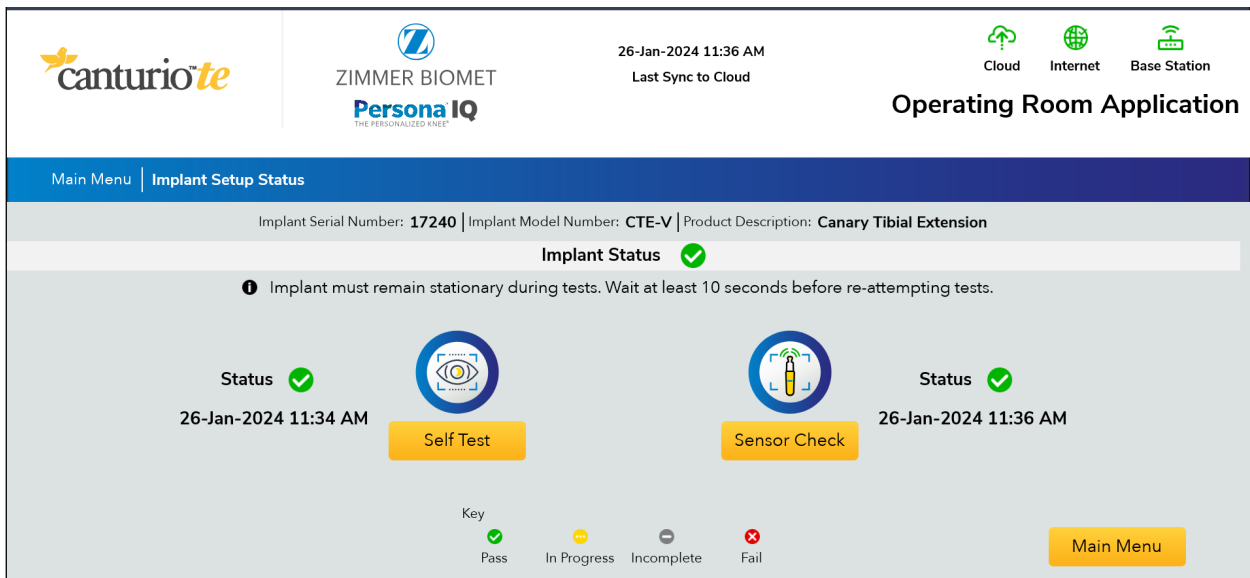 canturio™te
ZIMMER BIOMET
Persona IQ
THE PERSONALIZED KNEE®
26-Jan-2024 11:36 AM
Last Sync to Cloud
Cloud
Internet
Base Station
Operating Room Application
Main Menu | Implant Setup Status
Implant Serial Number: 17240 | Implant Model Number: CTE-V | Product Description: Canary Tibial Extension
Implant Status
Implant must remain stationary during tests. Wait at least 10 seconds before re-attempting tests.
Status
26-Jan-2024 11:34 AM
Self Test
Sensor Check
Status
26-Jan-2024 11:36 AM
Key
Pass
In Progress
Incomplete
Fail
Main Menu